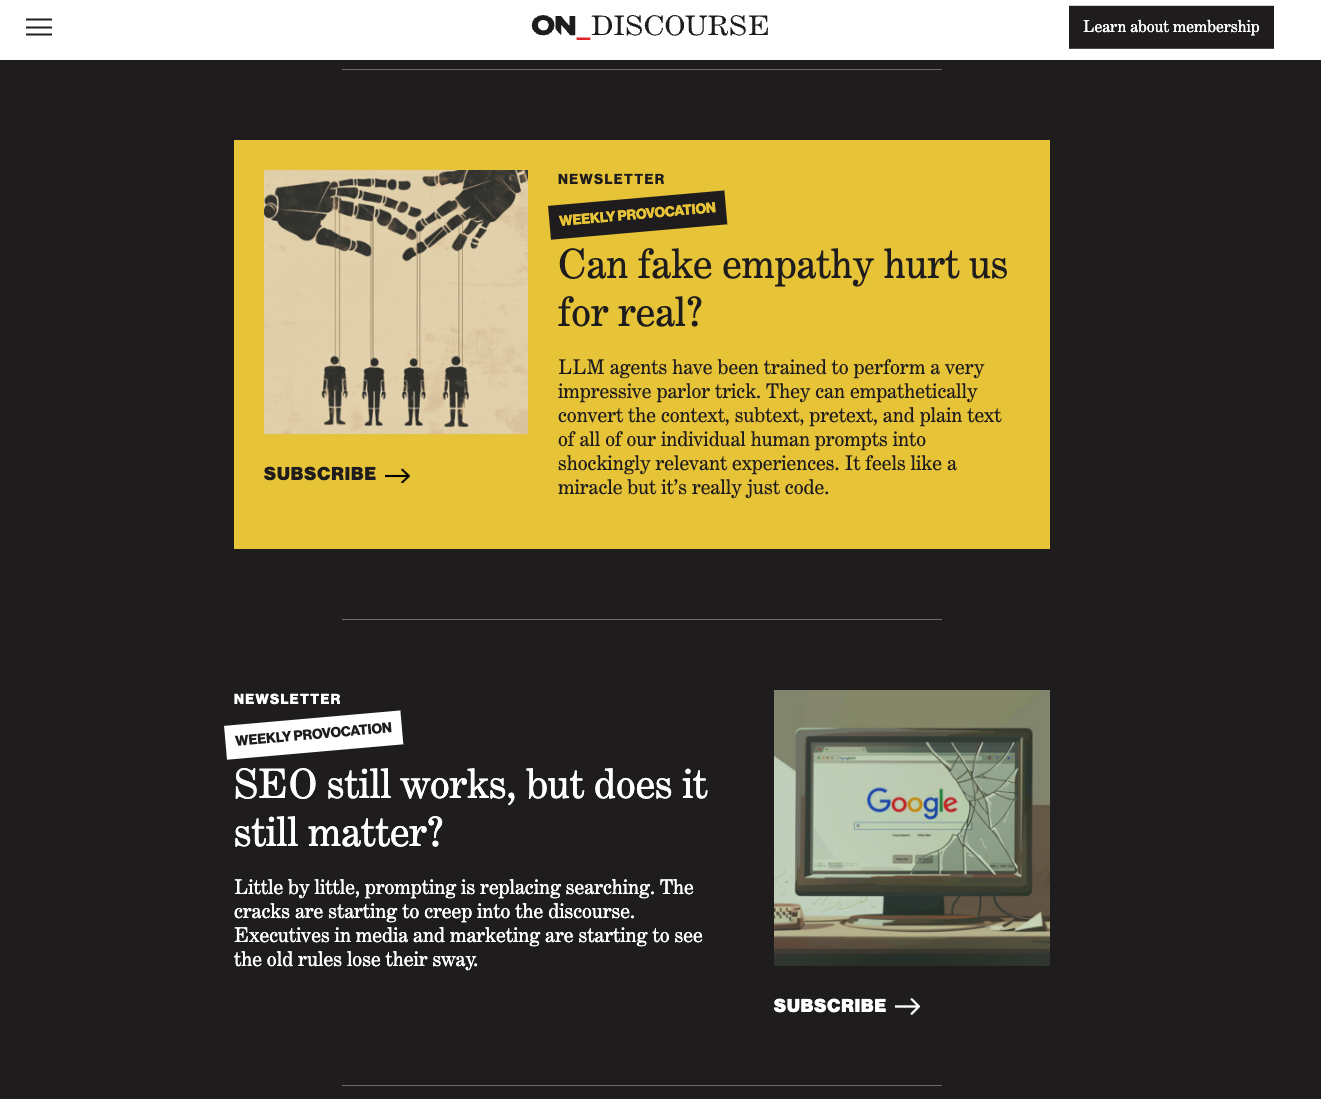 ON_DISCOURSE
Learn about membership
NEWSLETTER
WEEKLY PROVOCATION
Can fake empathy hurt us
for real?
LLM agents have been trained to perform a very
impressive parlor trick. They can empathetically
convert the context, subtext, pretext, and plain text
of all of our individual human prompts into
shockingly relevant experiences. It feels like a
miracle but it’s really just code.
SUBSCRIBE
NEWSLETTER
WEEKLY PROVOCATION
SEO still works, but does it
still matter?
Little by little, prompting is replacing searching. The
cracks are starting to creep into the discourse.
Executives in media and marketing are starting to see
the old rules lose their sway.
Google
SUBSCRIBE